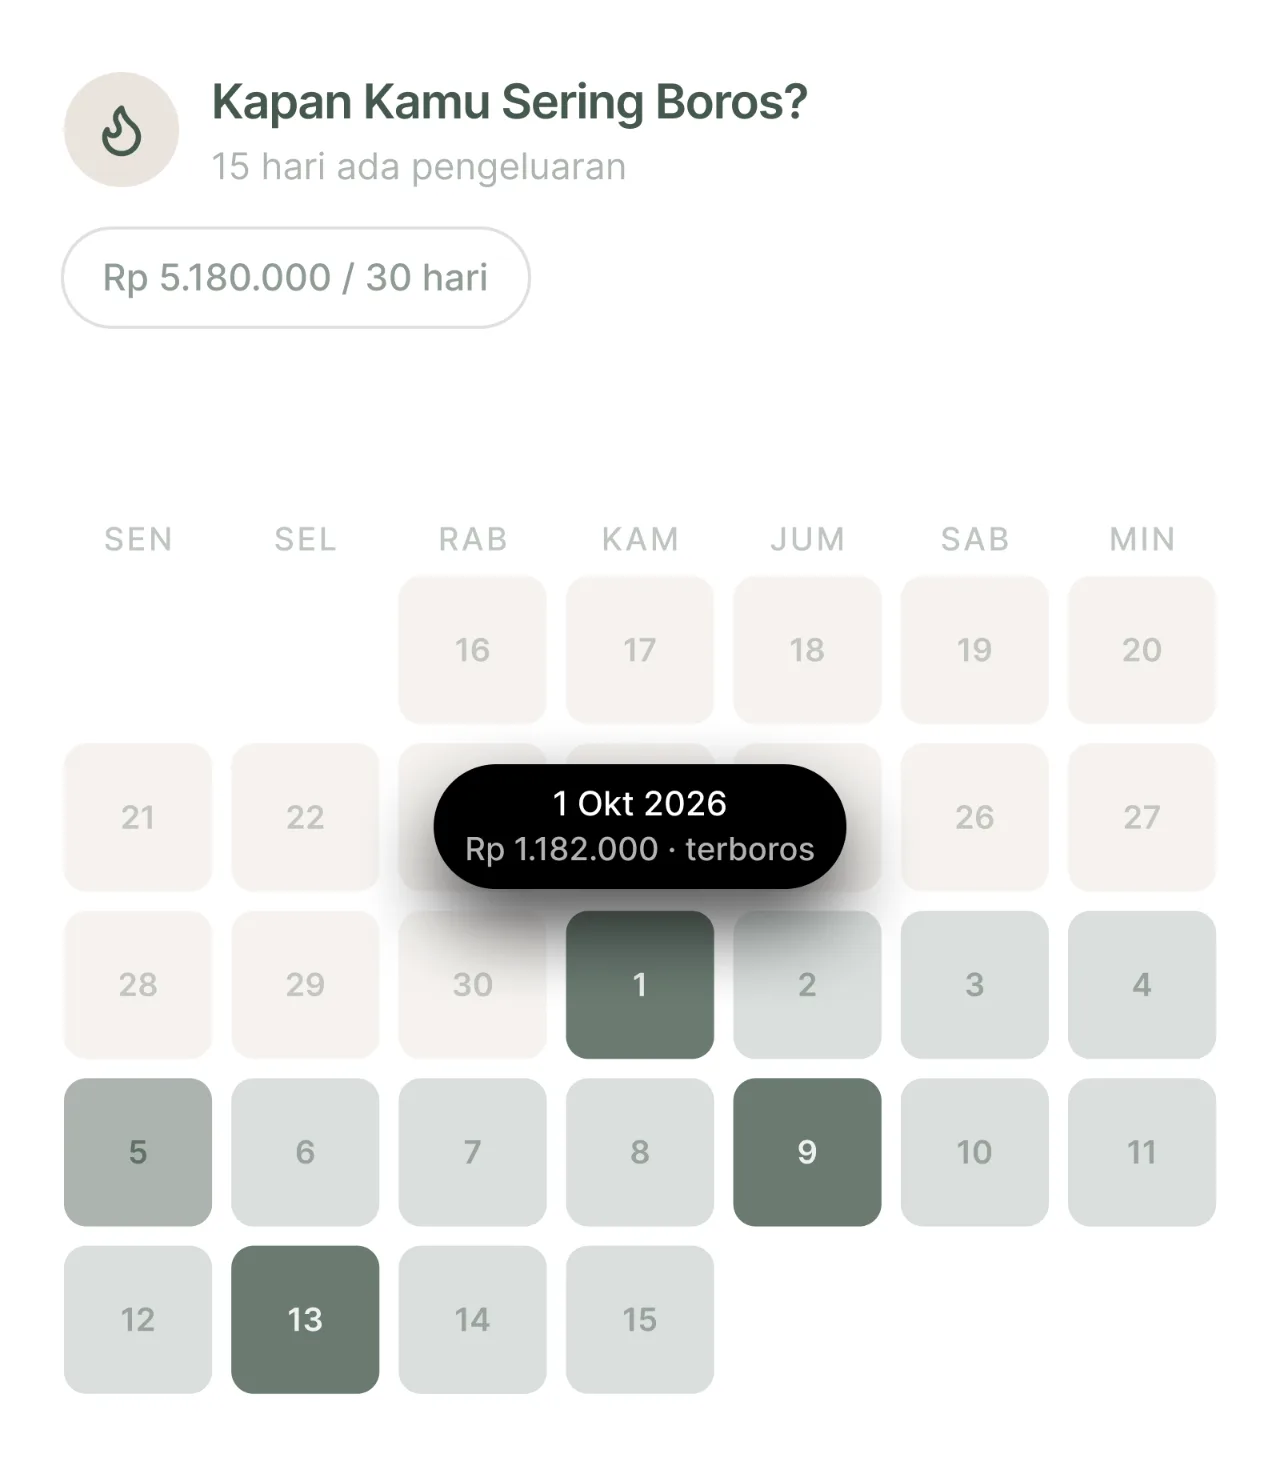 Kapan Kamu Sering Boros?
15 hari ada pengeluaran
Rp 5.180.000 / 30 hari
SEN SEL RAB KAM JUM SAB MIN
16 17 18 19 20
21 22 26 27
1 Okt 2026
Rp 1.182.000 · terboros
28 29 30 1 2 3 4
5 6 7 8 9 10 11
12 13 14 15